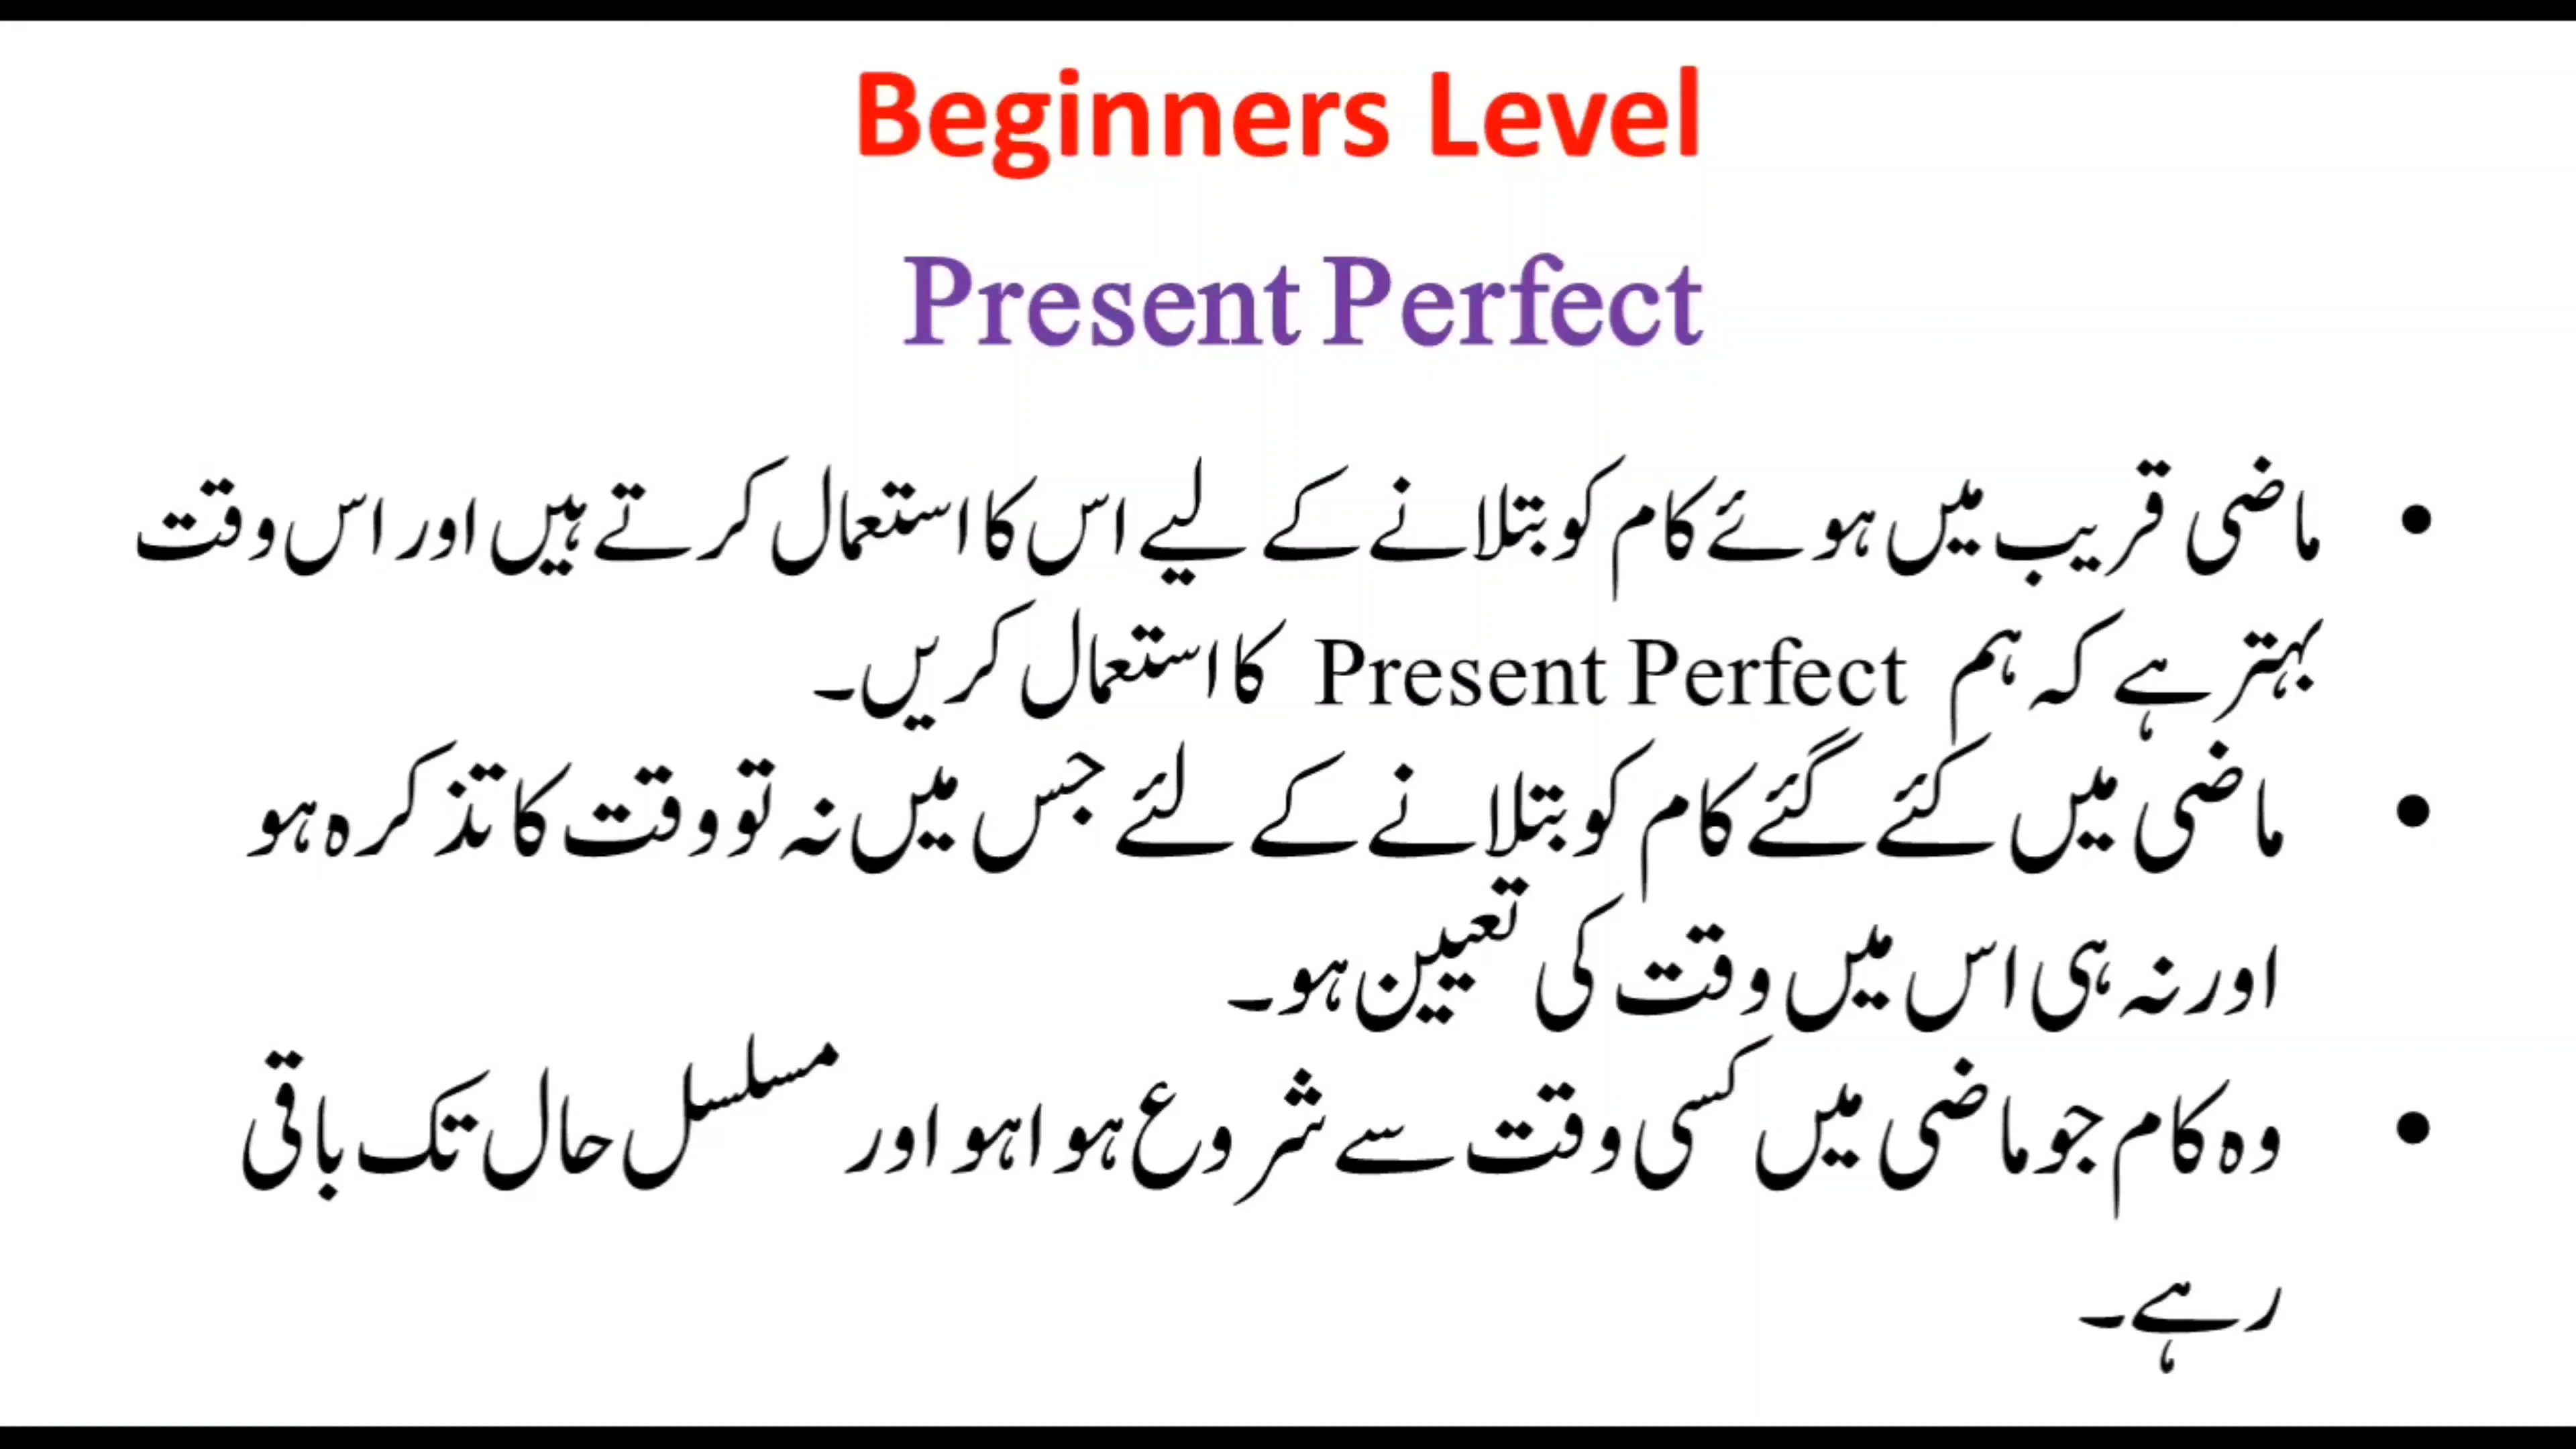 Beginners Level
Present Perfect
• ماضی قریب میں ہوئے کام کو بتلانے کے لیے اس کا استعمال کرتے ہیں اور اس وقت
بہتر ہے کہ ہم Present Perfect کا استعمال کریں۔
• ماضی میں کئے گئے کام کو بتلانے کے لئے جس میں نہ تو وقت کا تذکرہ ہو
اور نہ ہی اس میں وقت کی تعیین ہو۔
• وہ کام جو ماضی میں کسی وقت سے شروع ہوا ہو اور مسلسل حال تک باقی
رہے۔